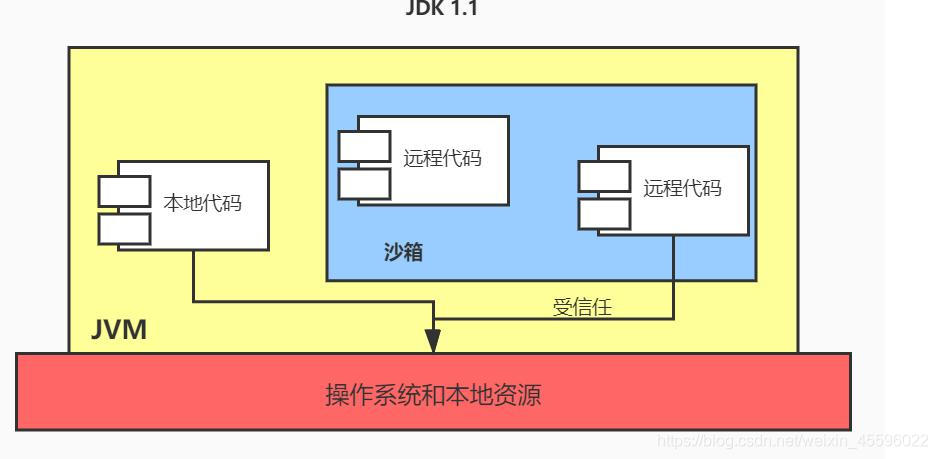 JDK 1.1
远程代码
远程代码
本地代码
沙箱
受信任
JVM
操作系统和本地资源
https://blog.csdn.net/weixin_45596022